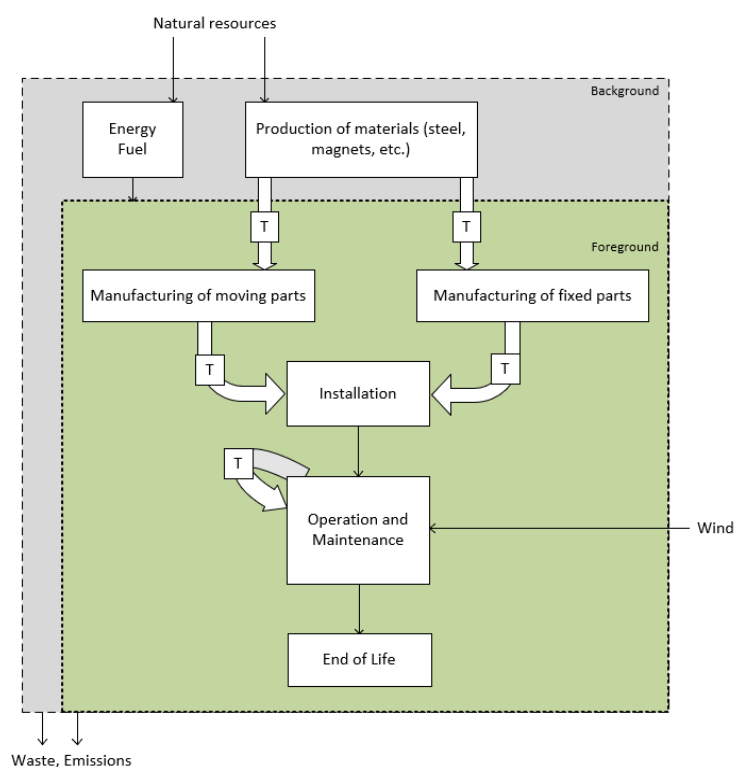 Natural resources
Background
Energy
Fuel
Production of materials (steel,
magnets, etc.)
T
T
Foreground
Manufacturing of moving parts
Manufacturing of fixed parts
T
T
Installation
T
Operation and
Maintenance
Wind
End of Life
Waste, Emissions